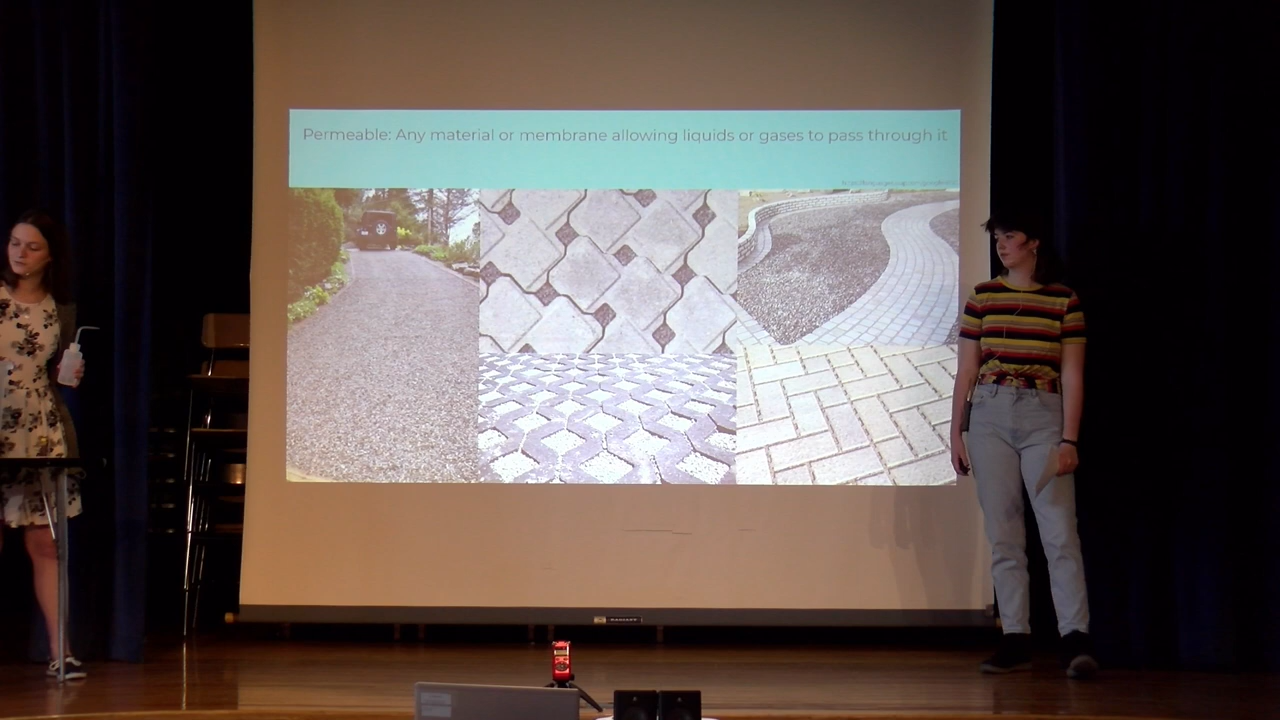 Permeable: Any material or membrane allowing liquids or gases to pass through it